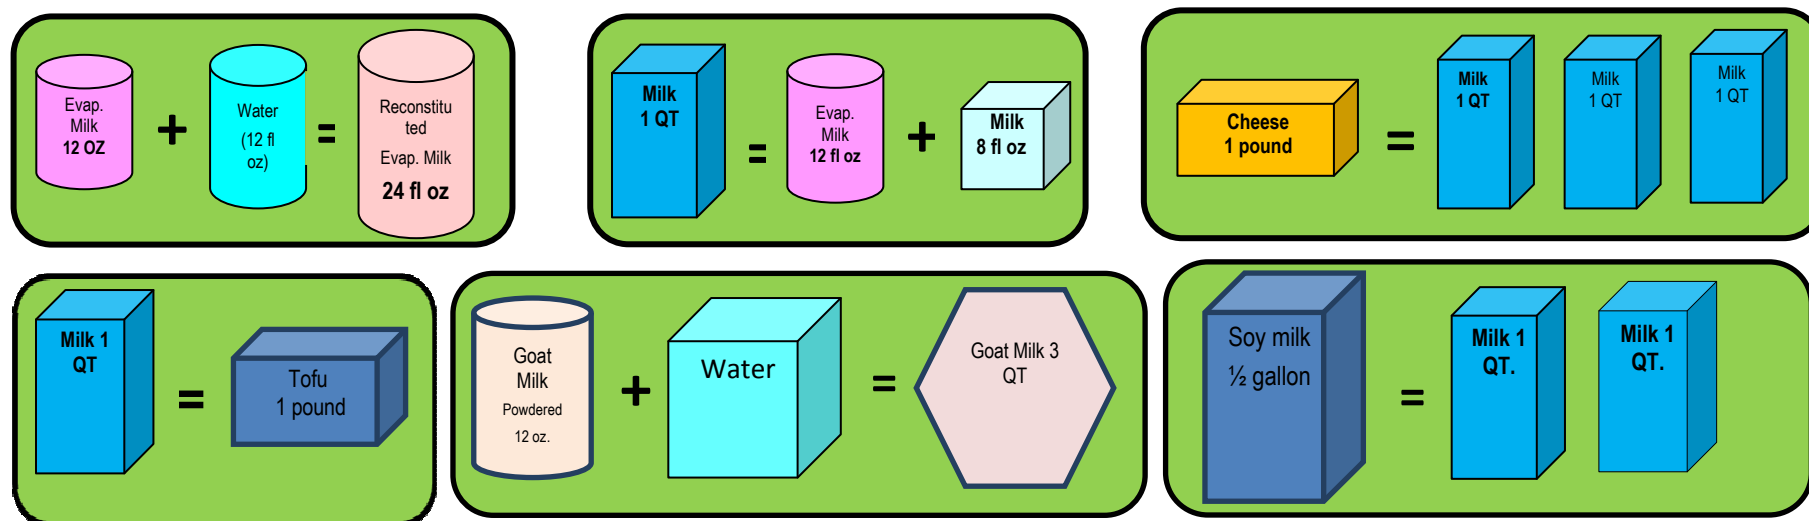 Evap.
Milk
12 OZ
+
Water
(12 fl
oz)
=
Reconstitu
ted
Evap. Milk
24 fl oz
Milk
1 QT
=
Evap.
Milk
12 fl oz
+
Milk
8 fl oz
Cheese
1 pound
=
Milk
1 QT
Milk
1 QT
Milk
1 QT
Milk 1
QT
=
Tofu
1 pound
Goat
Milk
Powdered
12 oz.
+
Water
=
Goat Milk 3
QT
Soy milk
½ gallon
=
Milk 1
QT.
Milk 1
QT.